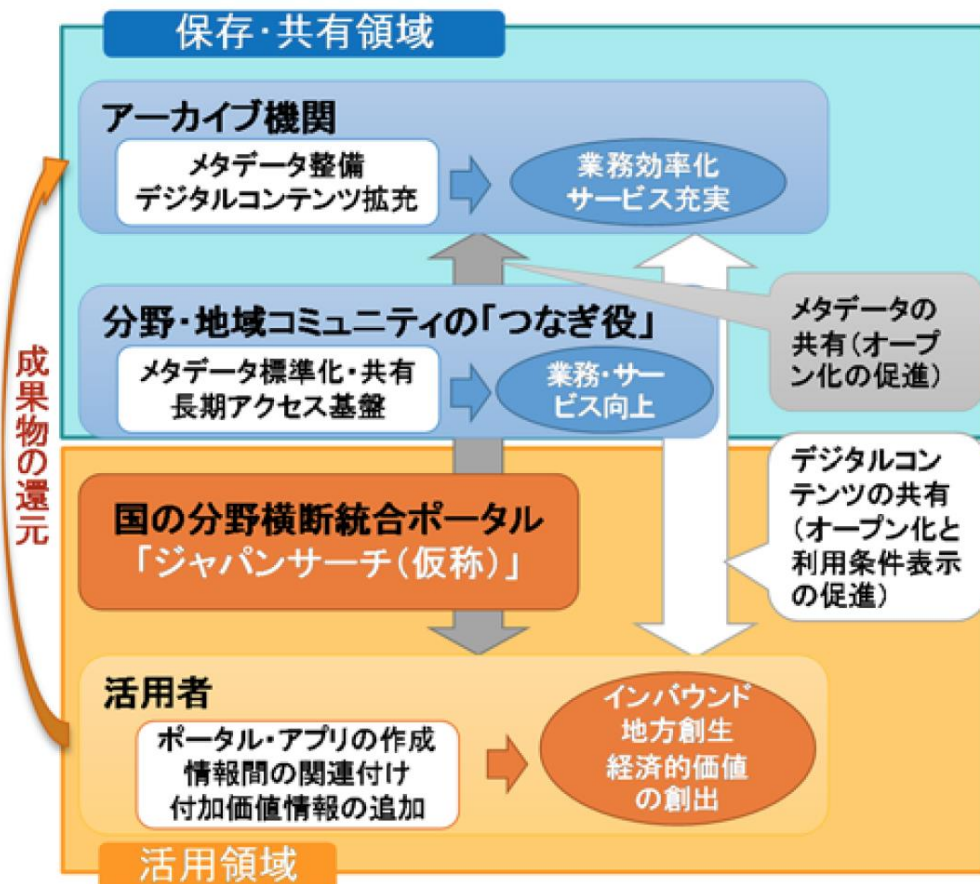 保存・共有領域
アーカイブ機関
メタデータ整備
デジタルコンテンツ拡充
業務効率化
サービス充実
分野・地域コミュニティの「つなぎ役」
メタデータ標準化・共有
長期アクセス基盤
業務・サー
ビス向上
メタデータの
共有(オープ
ン化の促進)
成果物の還元
国の分野横断統合ポータル
「ジャパンサーチ(仮称)」
デジタルコン
テンツの共有
(オープン化と
利用条件表示
の促進)
活用者
ポータル・アプリの作成
情報間の関連付け
付加価値情報の追加
インバウンド
地方創生
経済的価値
の創出
活用領域